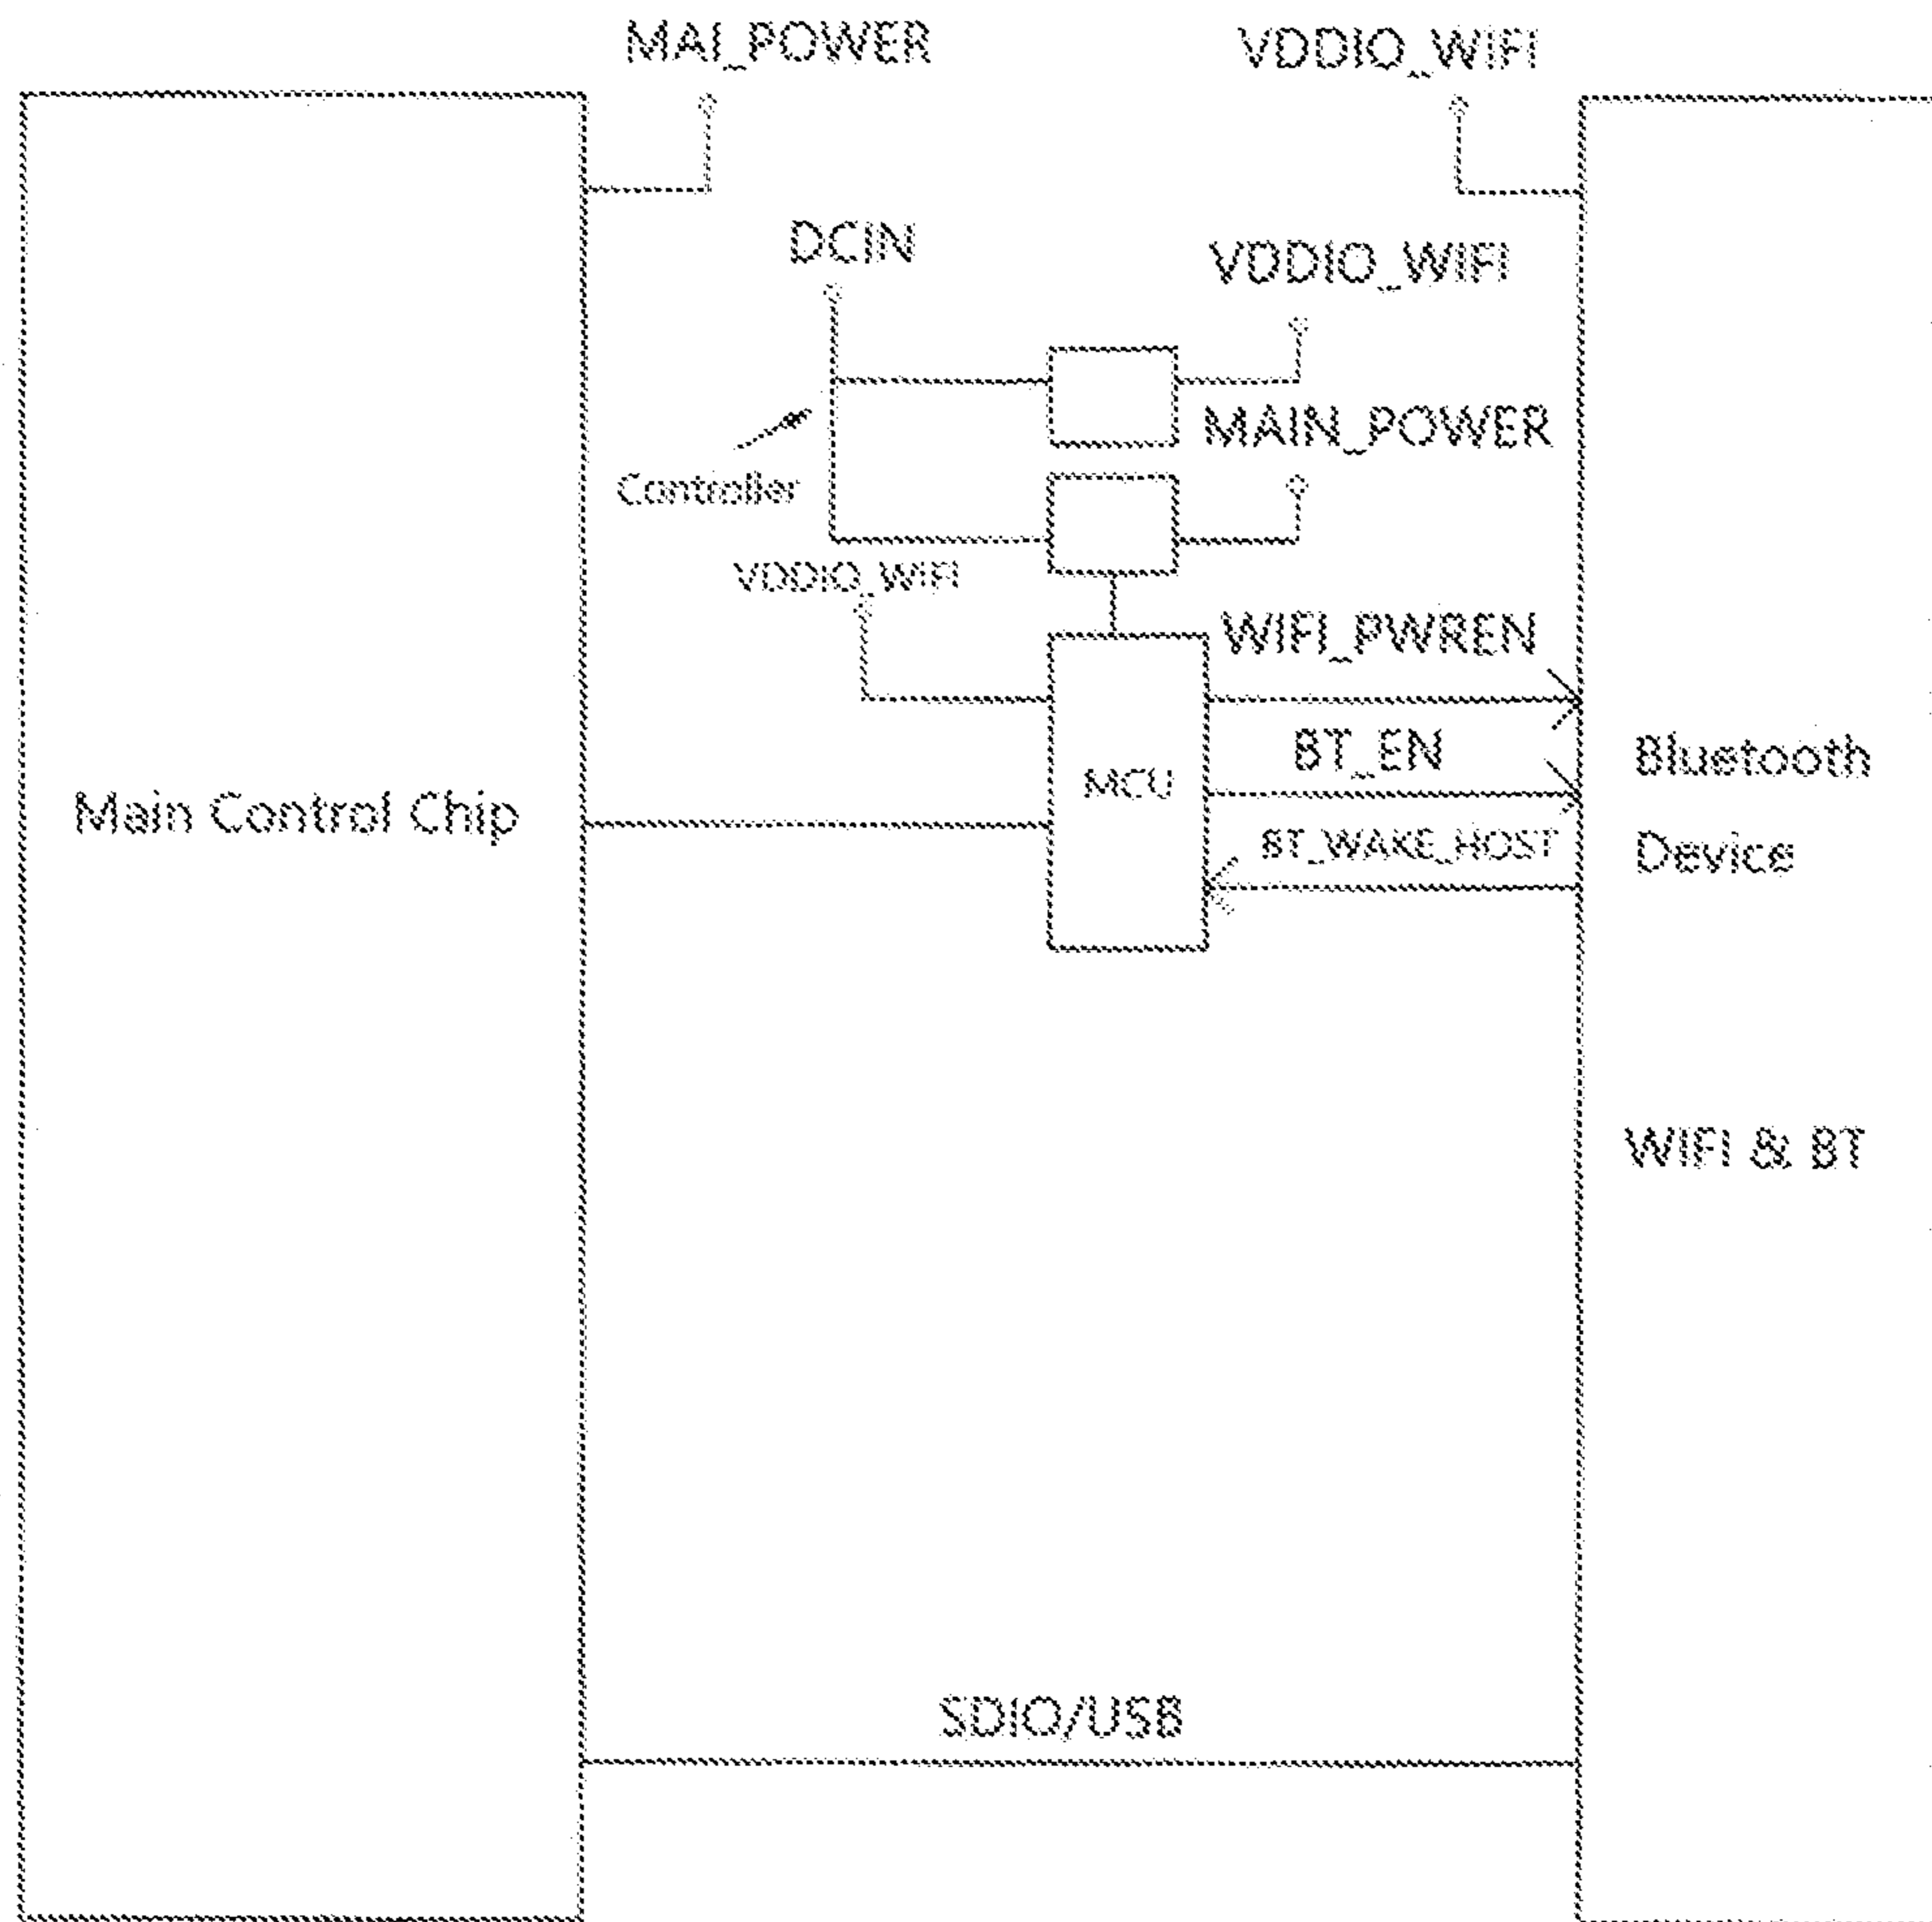 MAI_POWER
VDDIO_WIFI
DCIN
VDDIO_WIFI
MAIN_POWER
Controller
VDDIO_WIFI
WIFI_PWREN
BT_EN
MCU
Bluetooth
Main Control Chip
BT_WAKE_HOST
Device
WIFI & BT
SDIO/USB